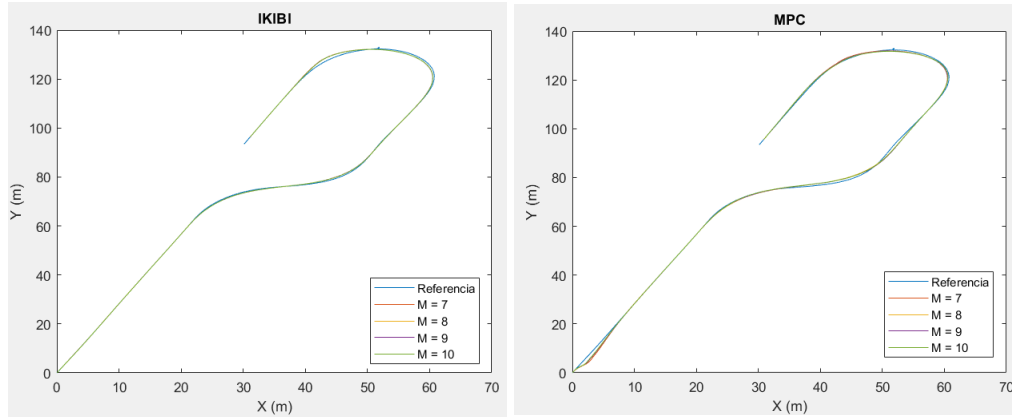 IKIBI
140
120
100
80
60
40
20
0
Y (m)
0 10 20 30 40 50 60 70
X (m)
Referencia
M = 7
M = 8
M = 9
M = 10
MPC
140
120
100
80
60
40
20
0
Y (m)
0 10 20 30 40 50 60 70
X (m)
Referencia
M = 7
M = 8
M = 9
M = 10